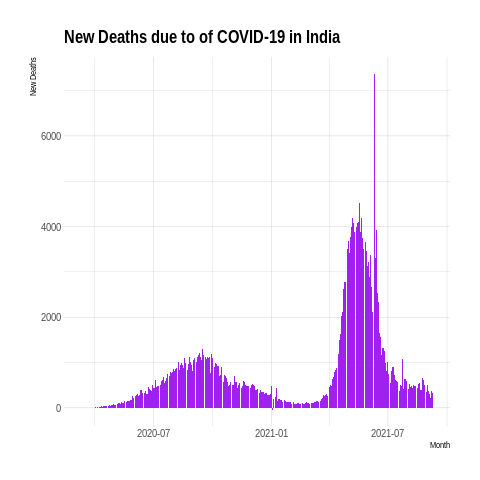 New Deaths due to of COVID-19 in India
New Deaths
6000
4000
2000
0
2020-07
2021-01
2021-07
Month